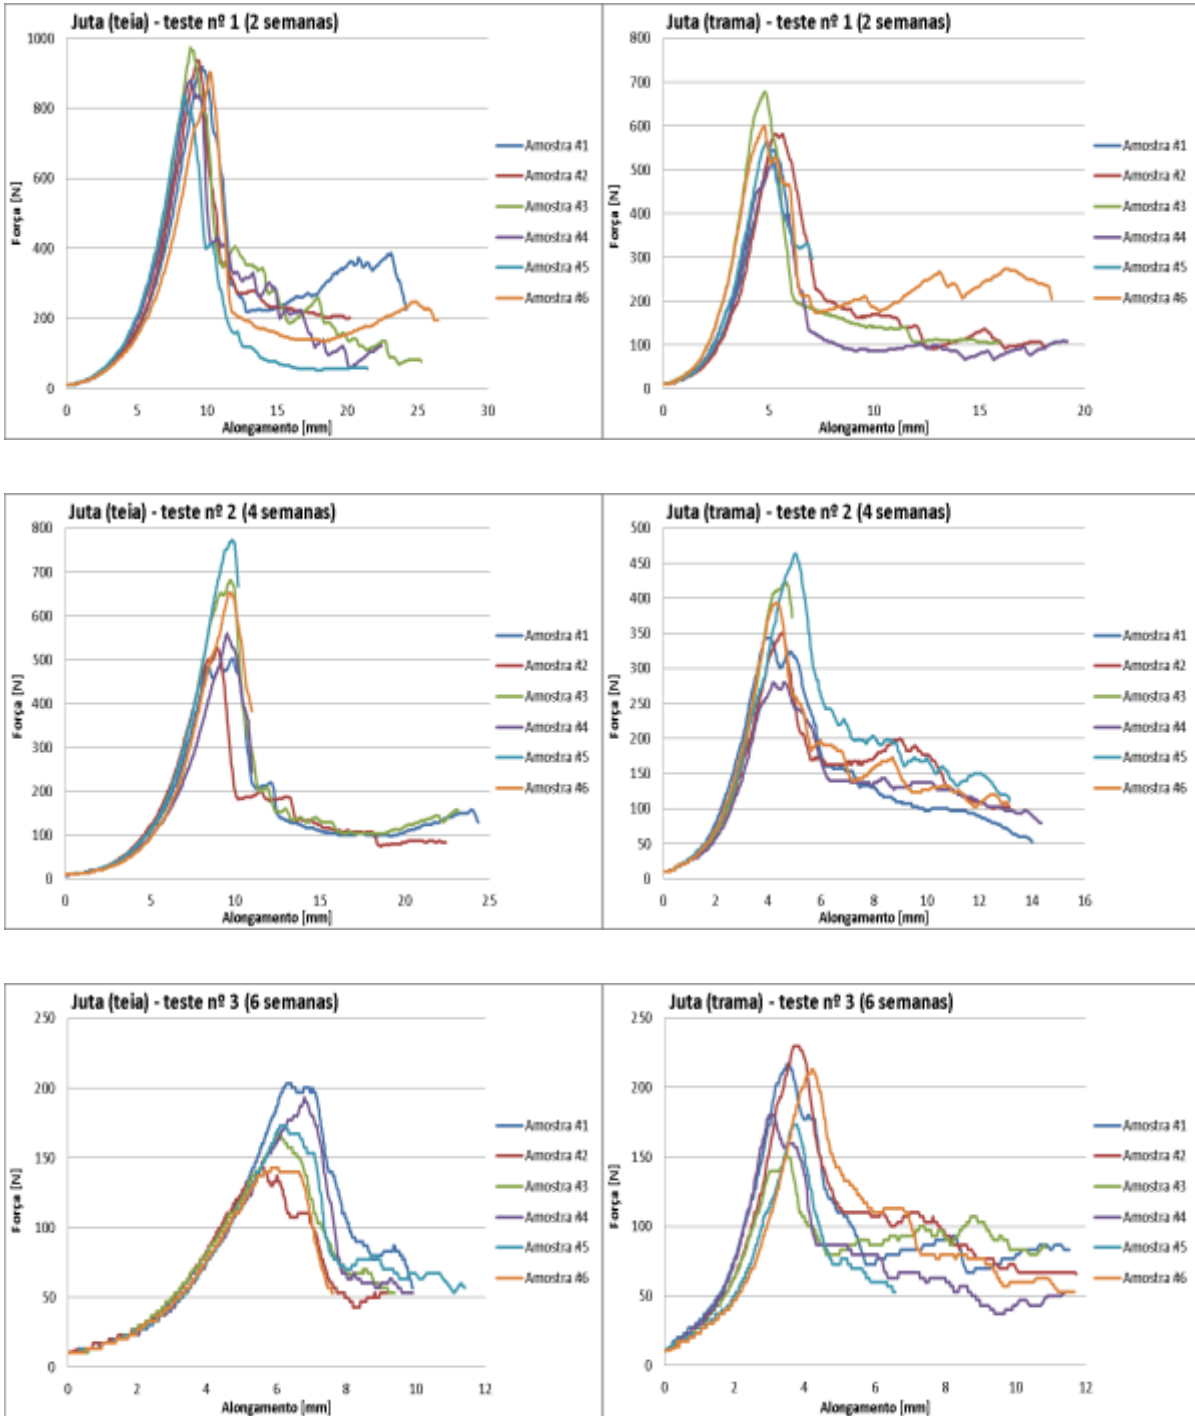 Juta (teia) - teste nº 1 (2 semanas)
1000
800
600
400
200
0
Força [N]
0 5 10 15 20 25 30
Alongamento [mm]
Amostra #1
Amostra #2
Amostra #3
Amostra #4
Amostra #5
Amostra #6
Juta (trama) - teste nº 1 (2 semanas)
800
700
600
500
400
300
200
100
0
Força [N]
0 5 10 15 20
Alongamento [mm]
Amostra #1
Amostra #2
Amostra #3
Amostra #4
Amostra #5
Amostra #6
Juta (teia) - teste nº 2 (4 semanas)
800
700
600
500
400
300
200
100
0
Força [N]
0 5 10 15 20 25
Alongamento [mm]
Amostra #1
Amostra #2
Amostra #3
Amostra #4
Amostra #5
Amostra #6
Juta (trama) - teste nº 2 (4 semanas)
500
450
400
350
300
250
200
150
100
50
0
Força [N]
0 2 4 6 8 10 12 14 16
Alongamento [mm]
Amostra #1
Amostra #2
Amostra #3
Amostra #4
Amostra #5
Amostra #6
Juta (teia) - teste nº 3 (6 semanas)
250
200
150
100
50
0
Força [N]
0 2 4 6 8 10 12
Alongamento [mm]
Amostra #1
Amostra #2
Amostra #3
Amostra #4
Amostra #5
Amostra #6
Juta (trama) - teste nº 3 (6 semanas)
250
200
150
100
50
0
Força [N]
0 2 4 6 8 10 12
Alongamento [mm]
Amostra #1
Amostra #2
Amostra #3
Amostra #4
Amostra #5
Amostra #6